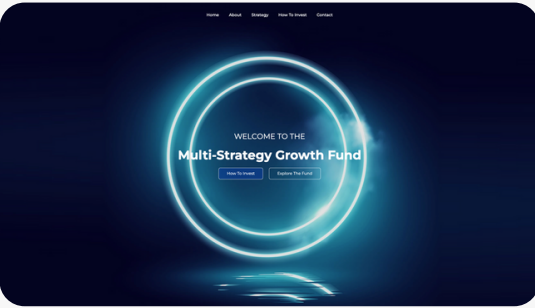 Home About Strategy How To Invest Contact
WELCOME TO THE
Multi-Strategy Growth Fund
How To Invest Explore The Fund